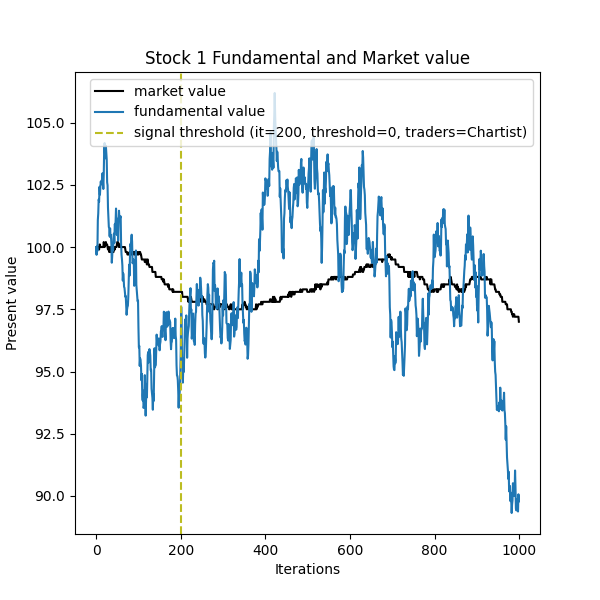 Stock 1 Fundamental and Market value
market value
fundamental value
signal threshold (it=200, threshold=0, traders=Chartist)
105.0
102.5
100.0
97.5
95.0
92.5
90.0
Present value
0 200 400 600 800 1000
Iterations